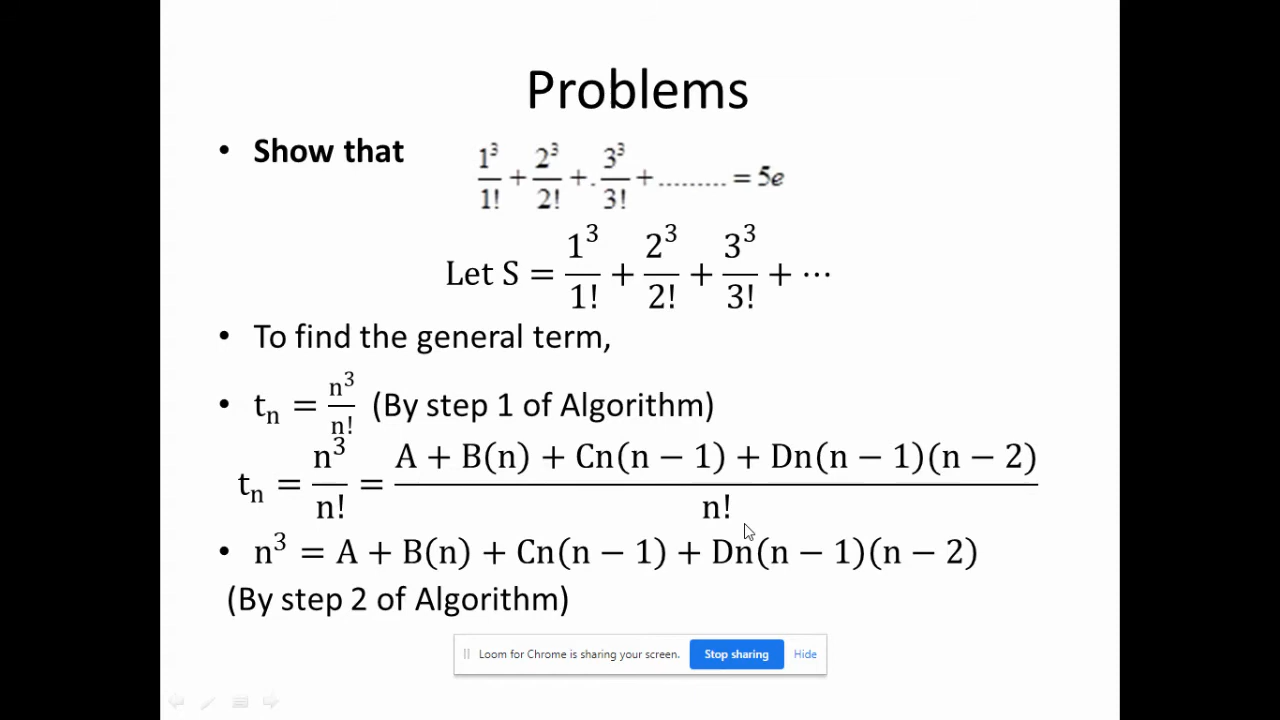 Problems
• Show that 1³/1! + 2³/2! +. 3³/3! + ......... = 5e
Let S = 1³/1! + 2³/2! + 3³/3! + ⋯
• To find the general term,
• tₙ = n³/n! (By step 1 of Algorithm)
tₙ = n³/n! = (A + B(n) + Cn(n − 1) + Dn(n − 1)(n − 2))/n!
• n³ = A + B(n) + Cn(n − 1) + Dn(n − 1)(n − 2)
(By step 2 of Algorithm)
Loom for Chrome is sharing your screen. Stop sharing Hide